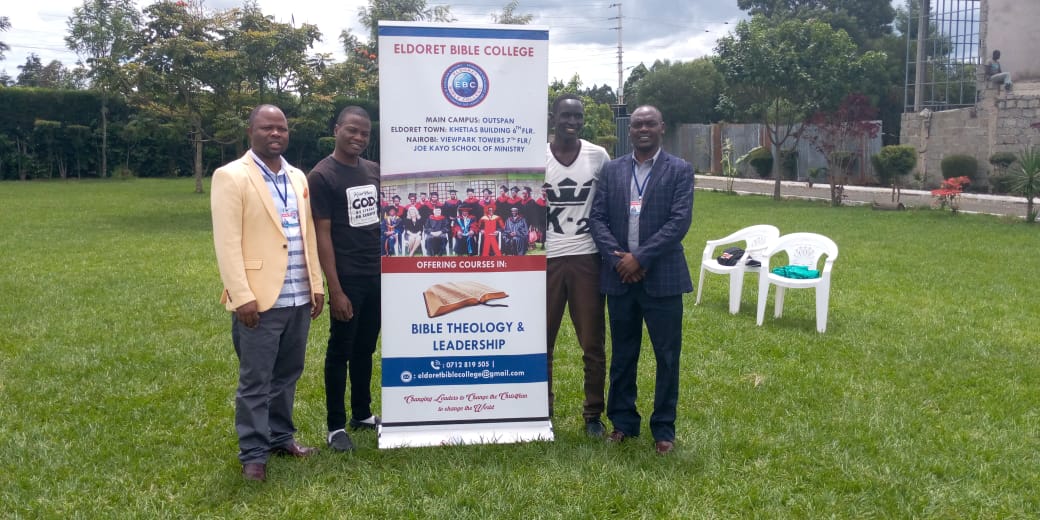 ELDORET BIBLE COLLEGE
EBC
MAIN CAMPUS: OUTSPAN
ELDORET TOWN: KHETIAS BUILDING 6TH FLR.
NAIROBI: VIEWPARK TOWERS 7TH FLR/
JOE KAYO SCHOOL OF MINISTRY
OFFERING COURSES IN:
BIBLE THEOLOGY &
LEADERSHIP
: 0712 819 505 |
: eldoretbiblecollege@gmail.com
Changing Leaders to Change the Christian
to change the World
GOD
K·2